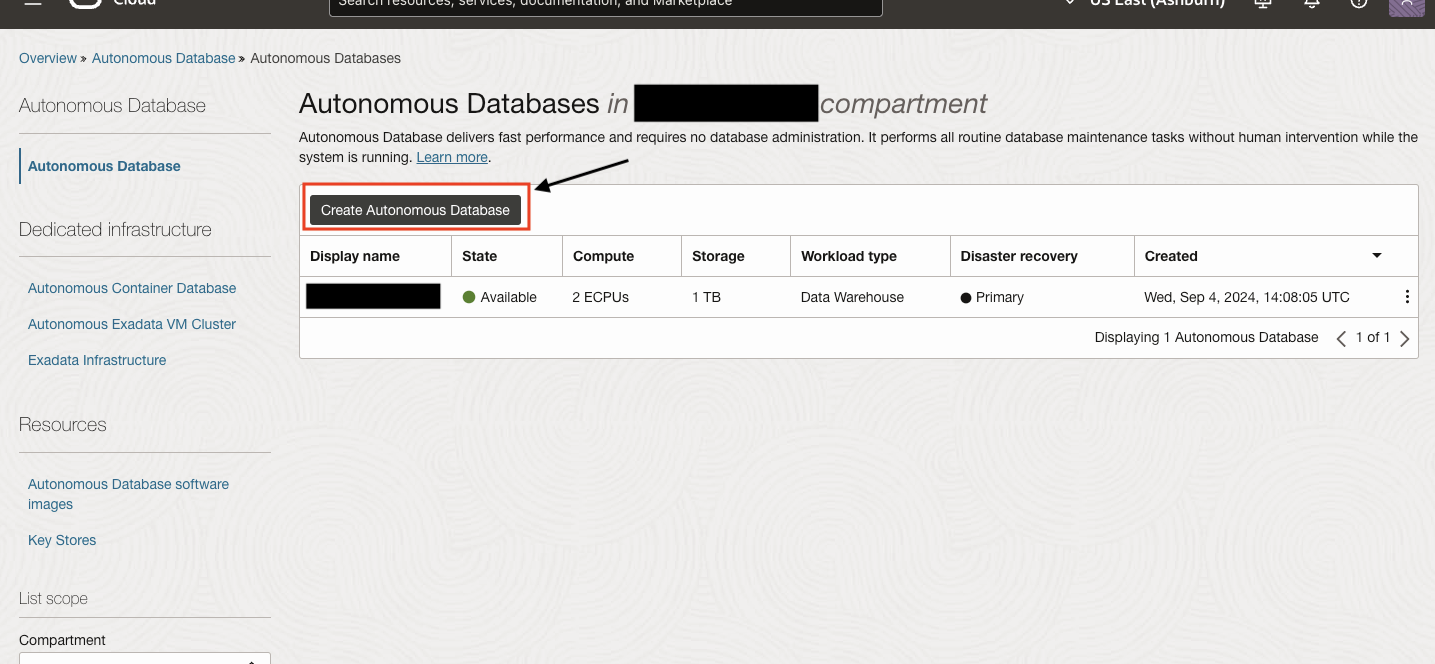 Cloud
Search resources, services, documentation, and Marketplace
US East (Ashburn)
Overview » Autonomous Database » Autonomous Databases
Autonomous Database
Autonomous Database
Dedicated infrastructure
Autonomous Container Database
Autonomous Exadata VM Cluster
Exadata Infrastructure
Resources
Autonomous Database software
images
Key Stores
List scope
Compartment
Autonomous Databases in compartment
Autonomous Database delivers fast performance and requires no database administration. It performs all routine database maintenance tasks without human intervention while the
system is running. Learn more.
Create Autonomous Database
Display name State Compute Storage Workload type Disaster recovery Created
Available 2 ECPUs 1 TB Data Warehouse Primary Wed, Sep 4, 2024, 14:08:05 UTC
Displaying 1 Autonomous Database 1 of 1